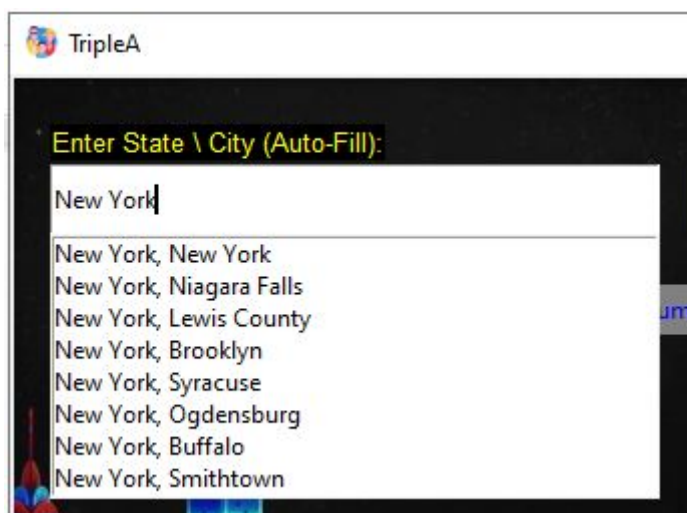 TripleA
Enter State \ City (Auto-Fill):
New York
New York, New York
New York, Niagara Falls
New York, Lewis County
New York, Brooklyn
New York, Syracuse
New York, Ogdensburg
New York, Buffalo
New York, Smithtown